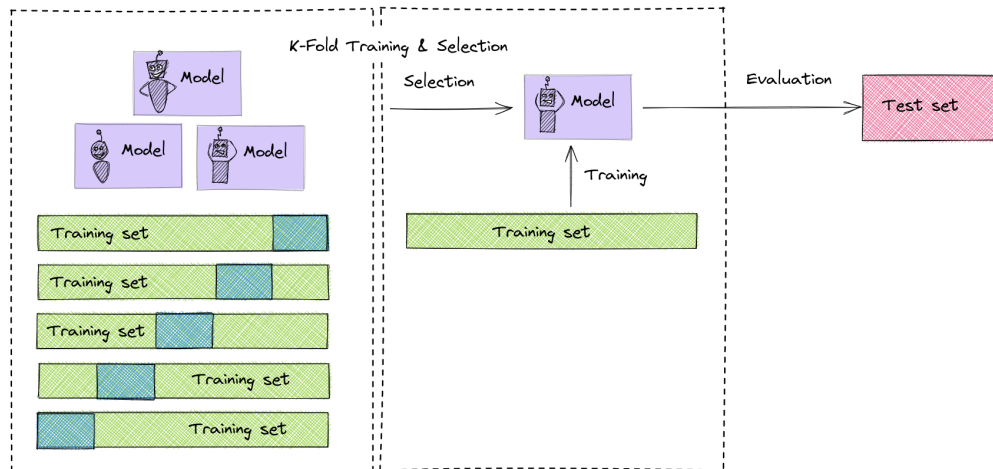 K-Fold Training & Selection
Model
Model
Model
Training set
Training set
Training set
Training set
Training set
Selection
Model
Training
Training set
Evaluation
Test set